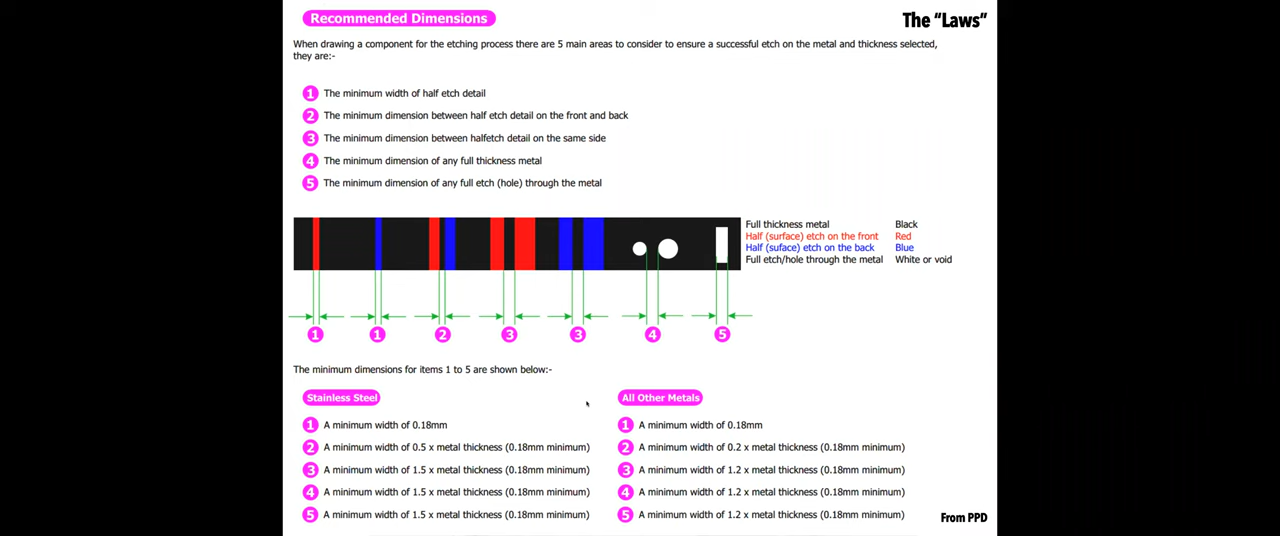 Recommended Dimensions
The “Laws”
When drawing a component for the etching process there are 5 main areas to consider to ensure a successful etch on the metal and thickness selected,
they are:-
1 The minimum width of half etch detail
2 The minimum dimension between half etch detail on the front and back
3 The minimum dimension between halfetch detail on the same side
4 The minimum dimension of any full thickness metal
5 The minimum dimension of any full etch (hole) through the metal
Full thickness metal Black
Half (surface) etch on the front Red
Half (suface) etch on the back Blue
Full etch/hole through the metal White or void
1 1 2 3 3 4 5
The minimum dimensions for items 1 to 5 are shown below:-
Stainless Steel
1 A minimum width of 0.18mm
2 A minimum width of 0.5 x metal thickness (0.18mm minimum)
3 A minimum width of 1.5 x metal thickness (0.18mm minimum)
4 A minimum width of 1.5 x metal thickness (0.18mm minimum)
5 A minimum width of 1.5 x metal thickness (0.18mm minimum)
All Other Metals
1 A minimum width of 0.18mm
2 A minimum width of 0.2 x metal thickness (0.18mm minimum)
3 A minimum width of 1.2 x metal thickness (0.18mm minimum)
4 A minimum width of 1.2 x metal thickness (0.18mm minimum)
5 A minimum width of 1.2 x metal thickness (0.18mm minimum)
From PPD